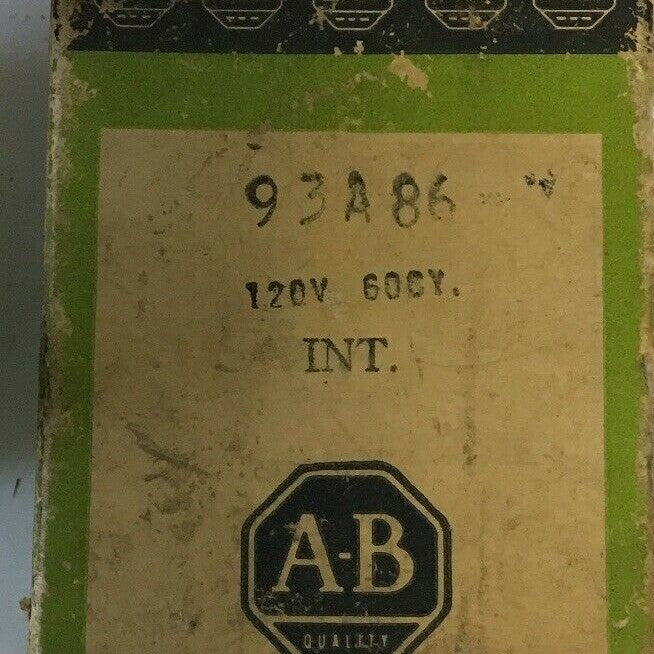 93A86
120V 60CY.
INT.
A-B
QUALITY